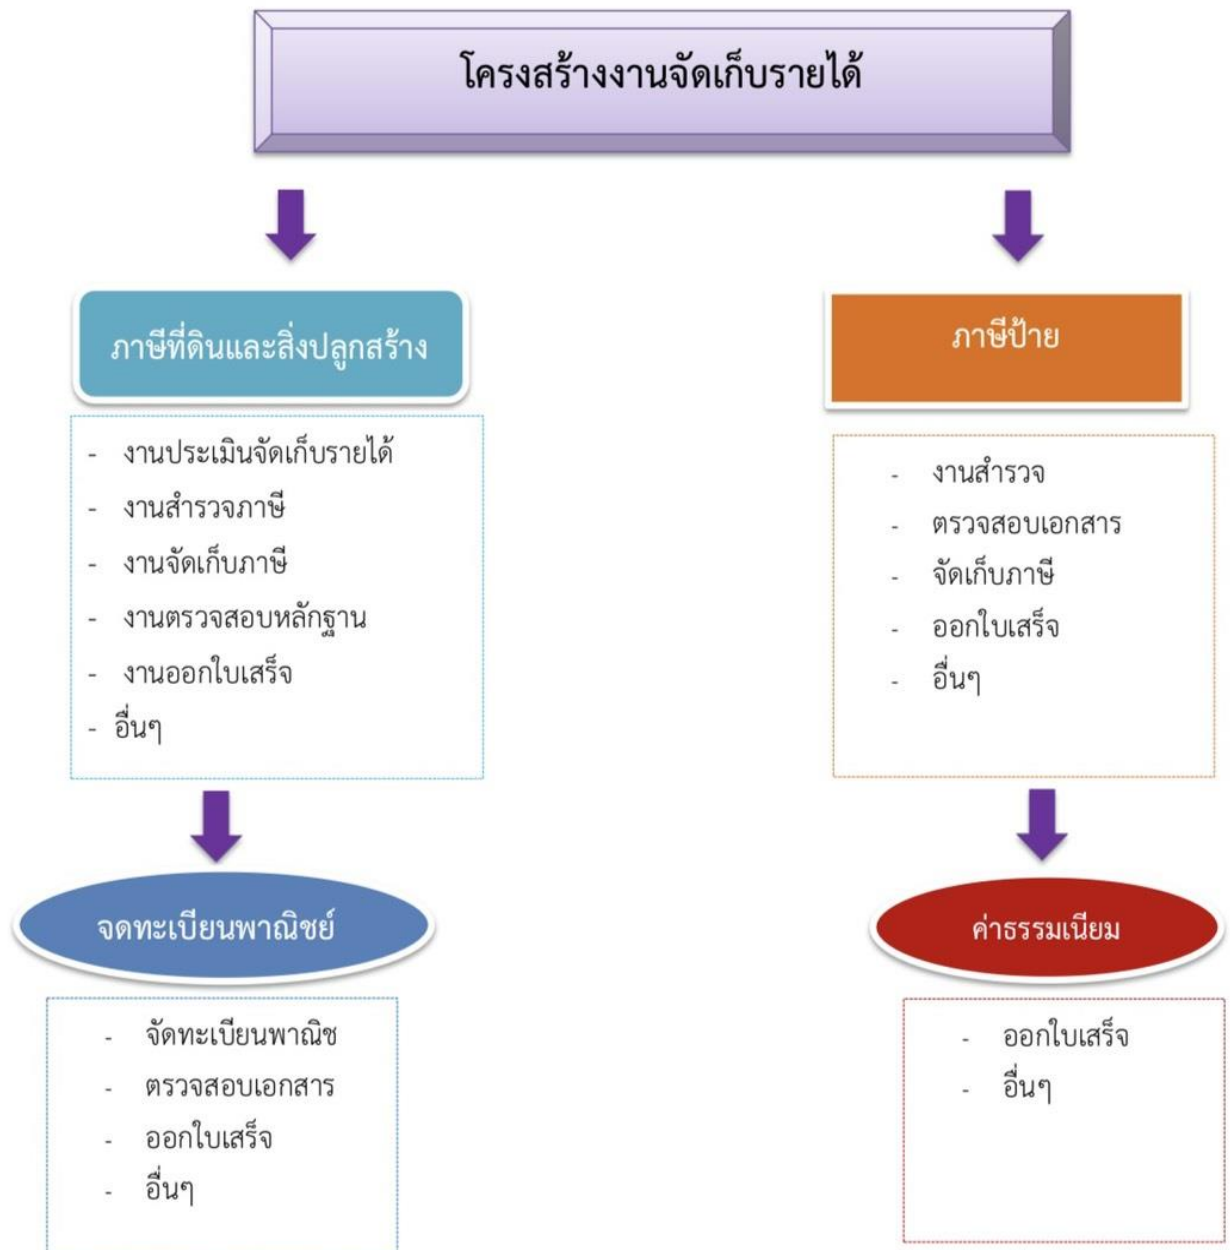 โครงสร้างงานจัดเก็บรายได้
ภาษีที่ดินและสิ่งปลูกสร้าง
- งานประเมินจัดเก็บรายได้
- งานสำรวจภาษี
- งานจัดเก็บภาษี
- งานตรวจสอบหลักฐาน
- งานออกใบเสร็จ
- อื่นๆ
ภาษีป้าย
- งานสำรวจ
- ตรวจสอบเอกสาร
- จัดเก็บภาษี
- ออกใบเสร็จ
- อื่นๆ
จดทะเบียนพาณิชย์
- จัดทะเบียนพาณิช
- ตรวจสอบเอกสาร
- ออกใบเสร็จ
- อื่นๆ
ค่าธรรมเนียม
- ออกใบเสร็จ
- อื่นๆ